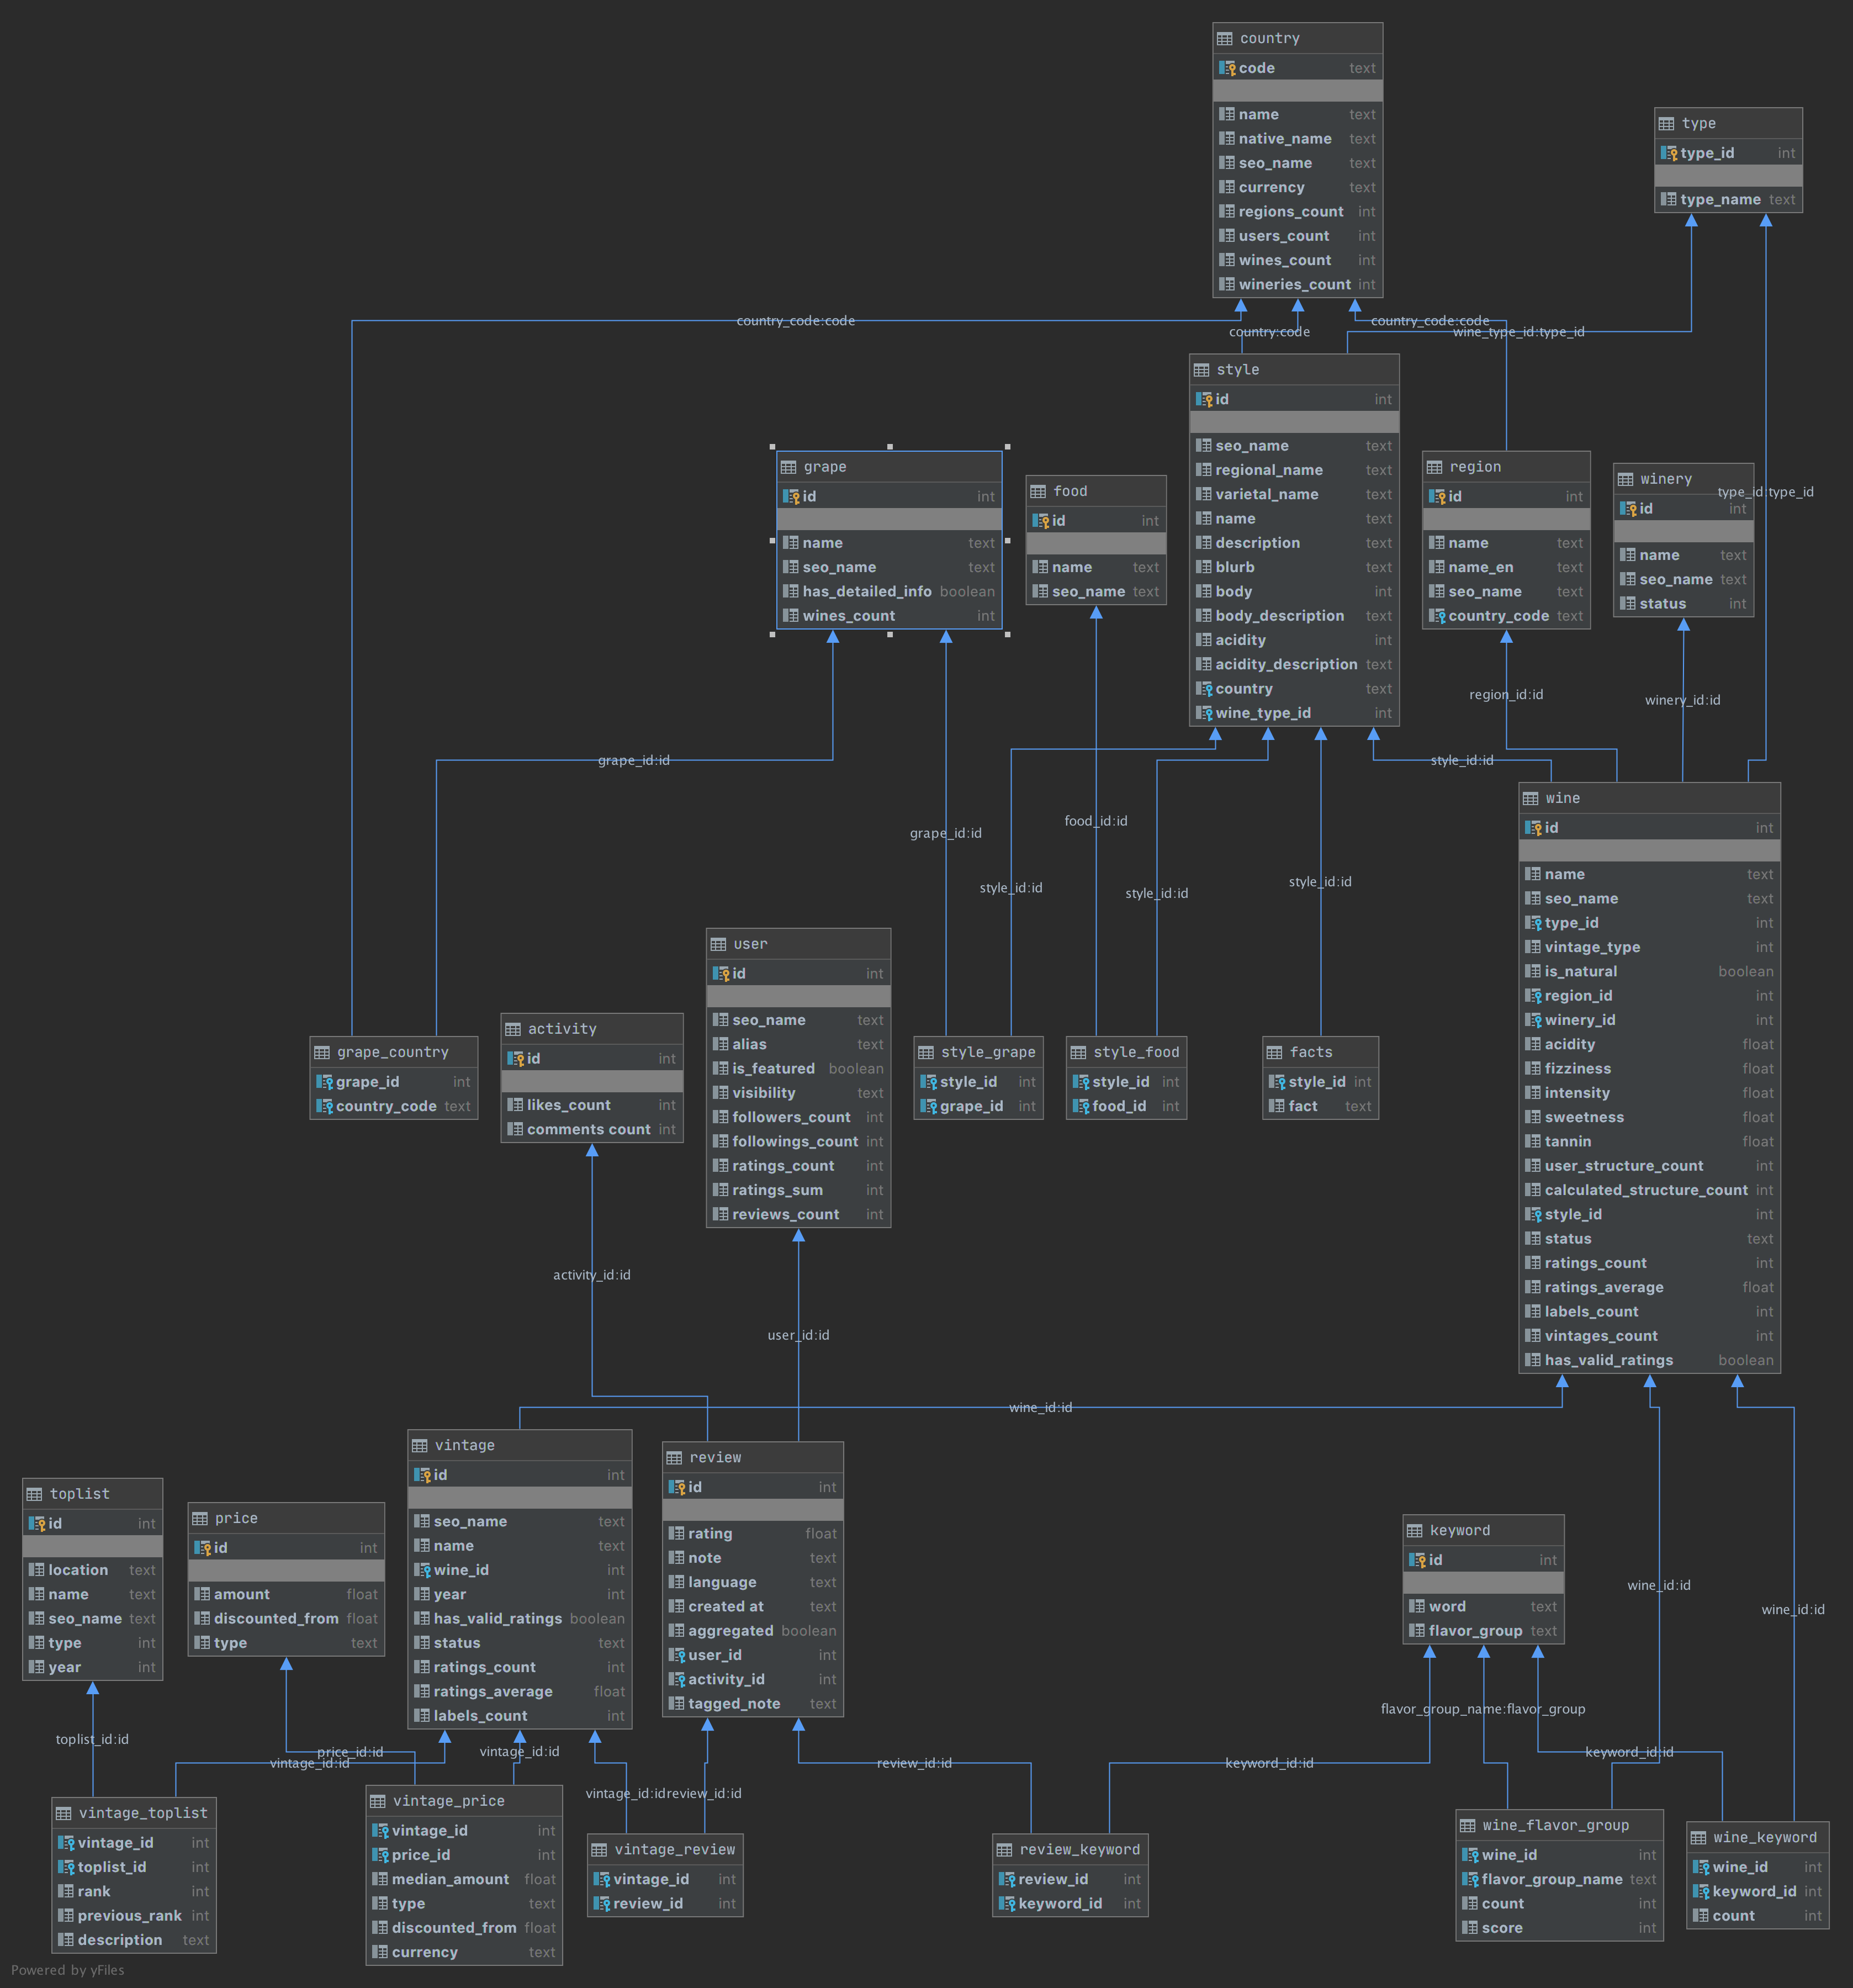 country
code text
name text
native_name text
seo_name text
currency text
regions_count int
users_count int
wines_count int
wineries_count int
type
type_id int
type_name text
country_code:code
country:code
country_code:code
wine_type_id:type_id
style
id int
seo_name text
regional_name text
varietal_name text
name text
description text
blurb text
body int
body_description text
acidity int
acidity_description text
country text
wine_type_id int
grape
id int
name text
seo_name text
has_detailed_info boolean
wines_count int
food
id int
name text
seo_name text
region
id int
name text
name_en text
seo_name text
country_code text
winery
id int
name text
seo_name text
status int
type_id:type_id
region_id:id
winery_id:id
grape_id:id
style_id:id
grape_id:id
food_id:id
style_id:id
style_id:id
style_id:id
wine
id int
name text
seo_name text
type_id int
vintage_type int
is_natural boolean
region_id int
winery_id int
acidity float
fizziness float
intensity float
sweetness float
tannin float
user_structure_count int
calculated_structure_count int
style_id int
status text
ratings_count int
ratings_average float
labels_count int
vintages_count int
has_valid_ratings boolean
user
id int
seo_name text
alias text
is_featured boolean
visibility text
followers_count int
followings_count int
ratings_count int
ratings_sum int
reviews_count int
activity
id int
likes_count int
comments count int
grape_country
grape_id int
country_code text
style_grape
style_id int
grape_id int
style_food
style_id int
food_id int
facts
style_id int
fact text
activity_id:id
user_id:id
wine_id:id
vintage
id int
seo_name text
name text
wine_id int
year int
has_valid_ratings boolean
status text
ratings_count int
ratings_average float
labels_count int
review
id int
rating float
note text
language text
created at text
aggregated boolean
user_id int
activity_id int
tagged_note text
toplist
id int
location text
name text
seo_name text
type int
year int
price
id int
amount float
discounted_from float
type text
keyword
id int
word text
flavor_group text
wine_id:id
wine_id:id
flavor_group_name:flavor_group
toplist_id:id
price_id:id
vintage_id:id
vintage_id:id
review_id:id
keyword_id:id
keyword_id:id
vintage_id:id
review_id:id
vintage_toplist
vintage_id int
toplist_id int
rank int
previous_rank int
description text
vintage_price
vintage_id int
price_id int
median_amount float
type text
discounted_from float
currency text
vintage_review
vintage_id int
review_id int
review_keyword
review_id int
keyword_id int
wine_flavor_group
wine_id int
flavor_group_name text
count int
score int
wine_keyword
wine_id int
keyword_id int
count int
Powered by yFiles